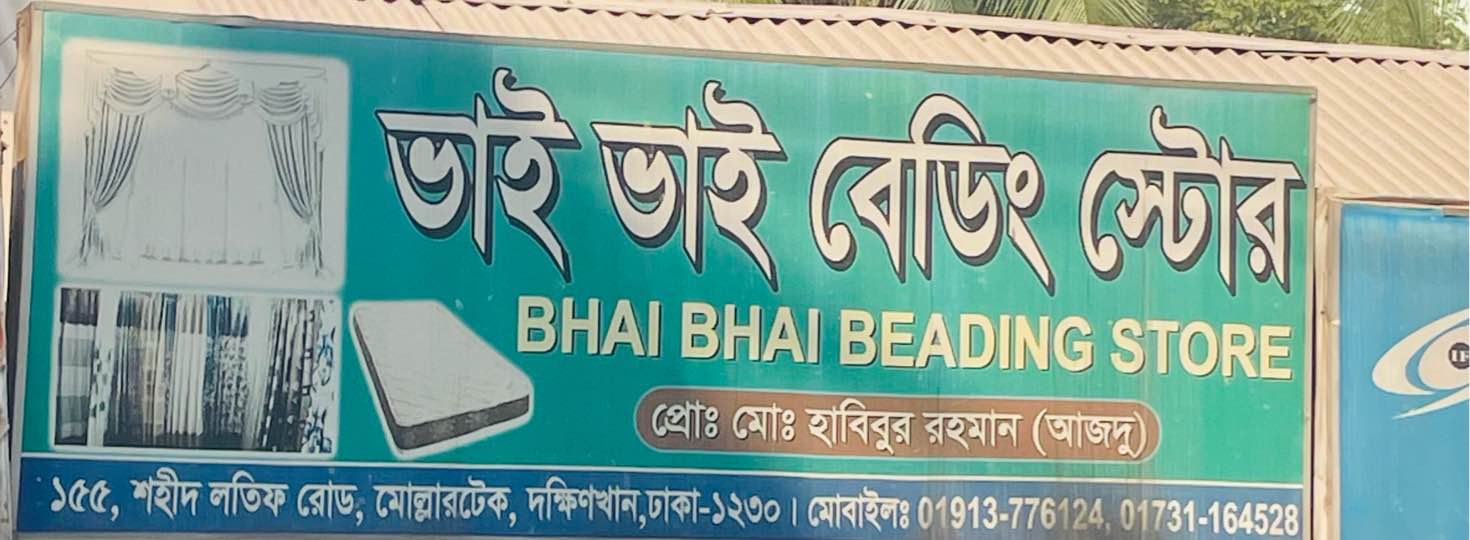 ভাই ভাই বেডিং স্টোর
BHAI BHAI BEADING STORE
প্রোঃ মোঃ হাবিবুর রহমান (আজদু)
১৫৫, শহীদ লতিফ রোড, মোল্লারটেক, দক্ষিণখান,ঢাকা-১২৩০। মোবাইলঃ 01913-776124, 01731-164528